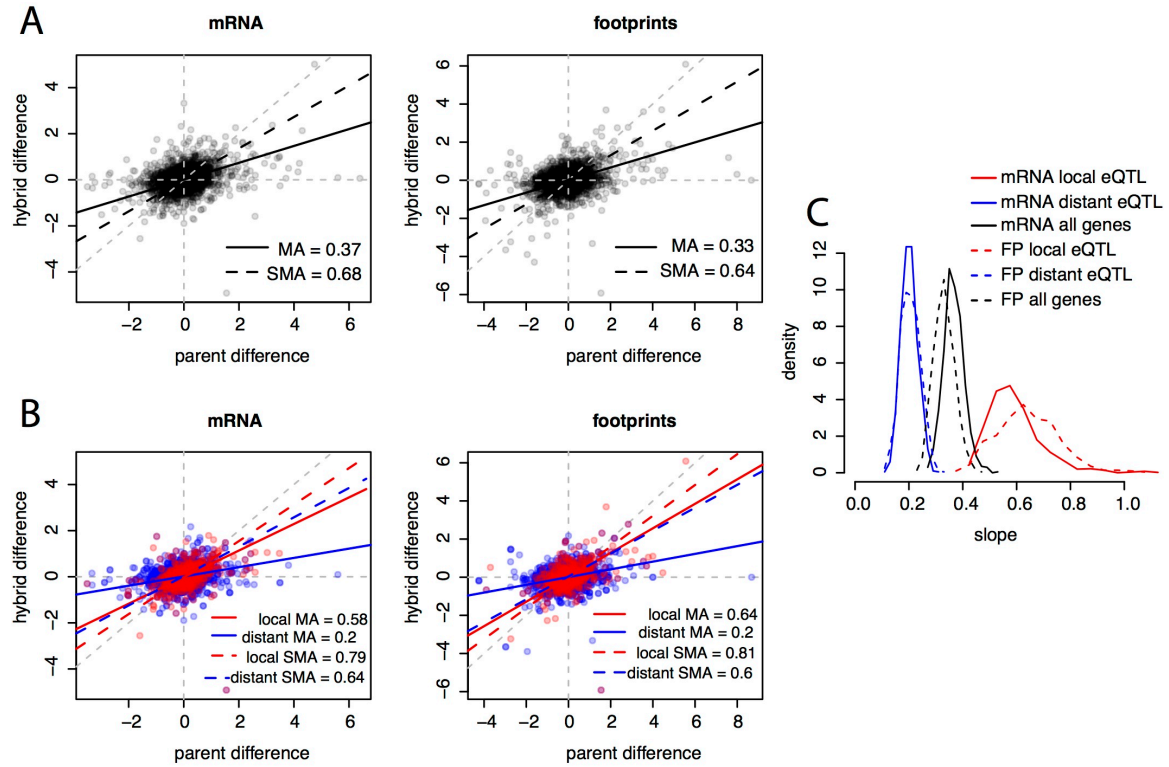 A
mRNA
footprints
hybrid difference
4
2
0
−2
−4
MA = 0.37
SMA = 0.68
−2 0 2 4 6
parent difference
hybrid difference
6
4
2
0
−2
−4
−6
MA = 0.33
SMA = 0.64
−4 −2 0 2 4 6 8
parent difference
B
mRNA
footprints
hybrid difference
4
2
0
−2
−4
local MA = 0.58
distant MA = 0.2
local SMA = 0.79
distant SMA = 0.64
−2 0 2 4 6
parent difference
hybrid difference
6
4
2
0
−2
−4
−6
local MA = 0.64
distant MA = 0.2
local SMA = 0.81
distant SMA = 0.6
−4 −2 0 2 4 6 8
parent difference
C
mRNA local eQTL
mRNA distant eQTL
mRNA all genes
FP local eQTL
FP distant eQTL
FP all genes
density
12
10
8
6
4
2
0
0.0 0.2 0.4 0.6 0.8 1.0
slope